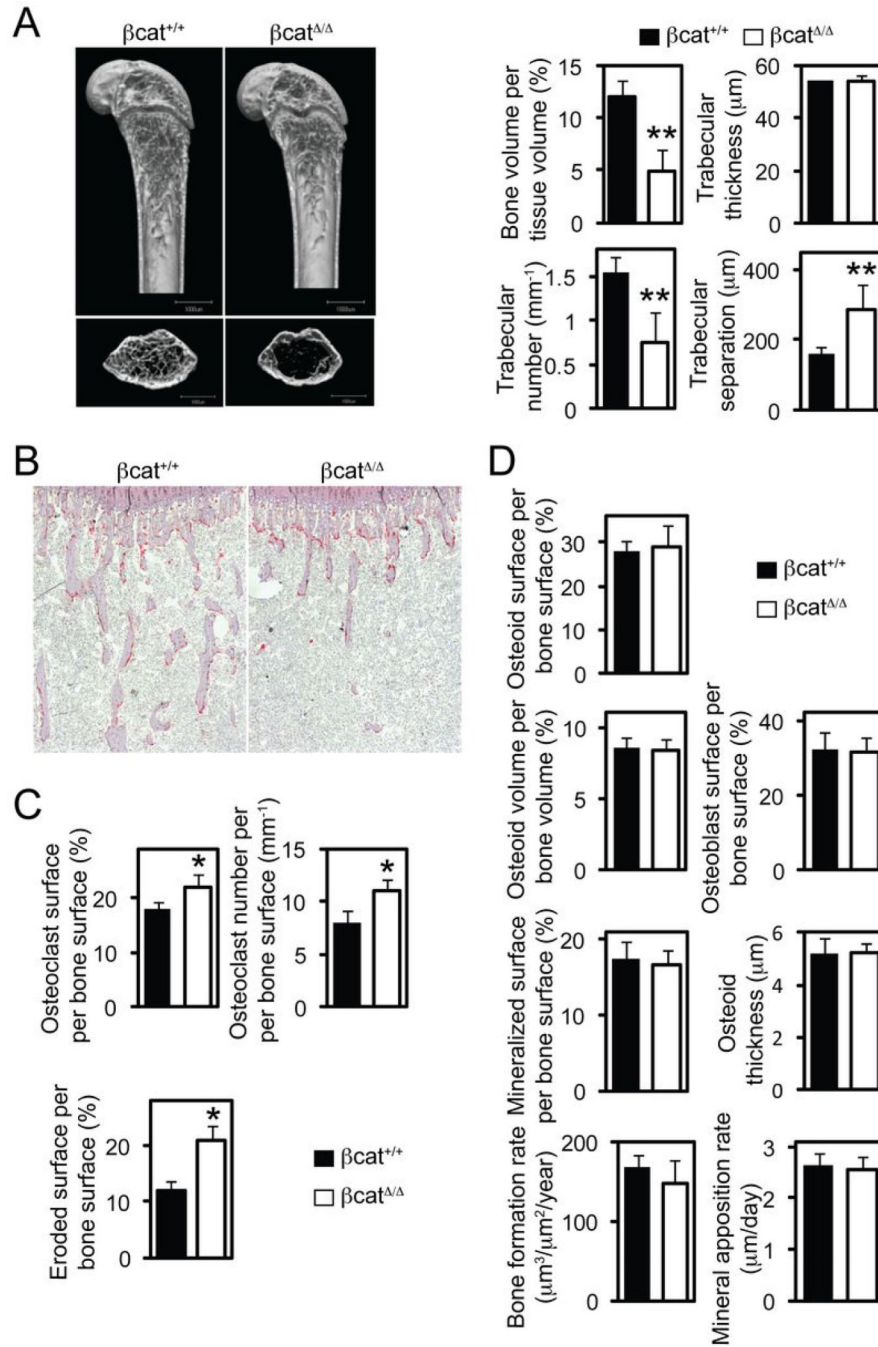 A
βcat+/+
βcat∆/∆
βcat+/+
βcat∆/∆
Bone volume per
tissue volume (%)
15
10
5
0
**
Trabecular
thickness (μm)
60
40
20
0
Trabecular
number (mm-1)
1.5
1
0.5
0
**
Trabecular
separation (μm)
400
200
0
**
B
βcat+/+
βcat∆/∆
C
Osteoclast surface
per bone surface (%)
20
10
0
*
Osteoclast number per
per bone surface (mm-1)
15
10
5
0
*
Eroded surface per
bone surface (%)
20
10
0
*
βcat+/+
βcat∆/∆
D
Osteoid surface per
bone surface (%)
30
20
10
0
βcat+/+
βcat∆/∆
Osteoid volume per
bone volume (%)
10
5
0
Osteoblast surface per
bone surface (%)
40
20
0
Mineralized surface
per bone surface (%)
20
10
0
Osteoid
thickness (μm)
6
4
2
0
Bone formation rate
(μm3/μm2/year)
200
100
0
Mineral apposition rate
(μm/day)
3
2
1
0